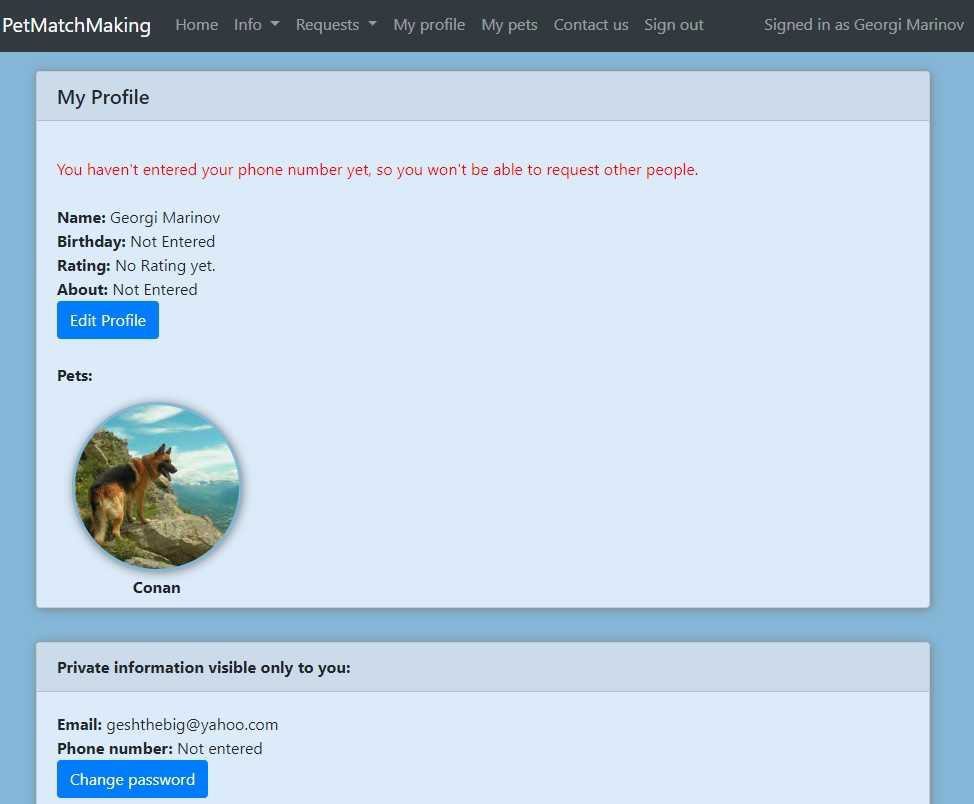 PetMatchMaking Home Info Requests My profile My pets Contact us Sign out Signed in as Georgi Marinov
My Profile
You haven't entered your phone number yet, so you won't be able to request other people.
Name: Georgi Marinov
Birthday: Not Entered
Rating: No Rating yet.
About: Not Entered
Edit Profile
Pets:
Conan
Private information visible only to you:
Email: geshthebig@yahoo.com
Phone number: Not entered
Change password